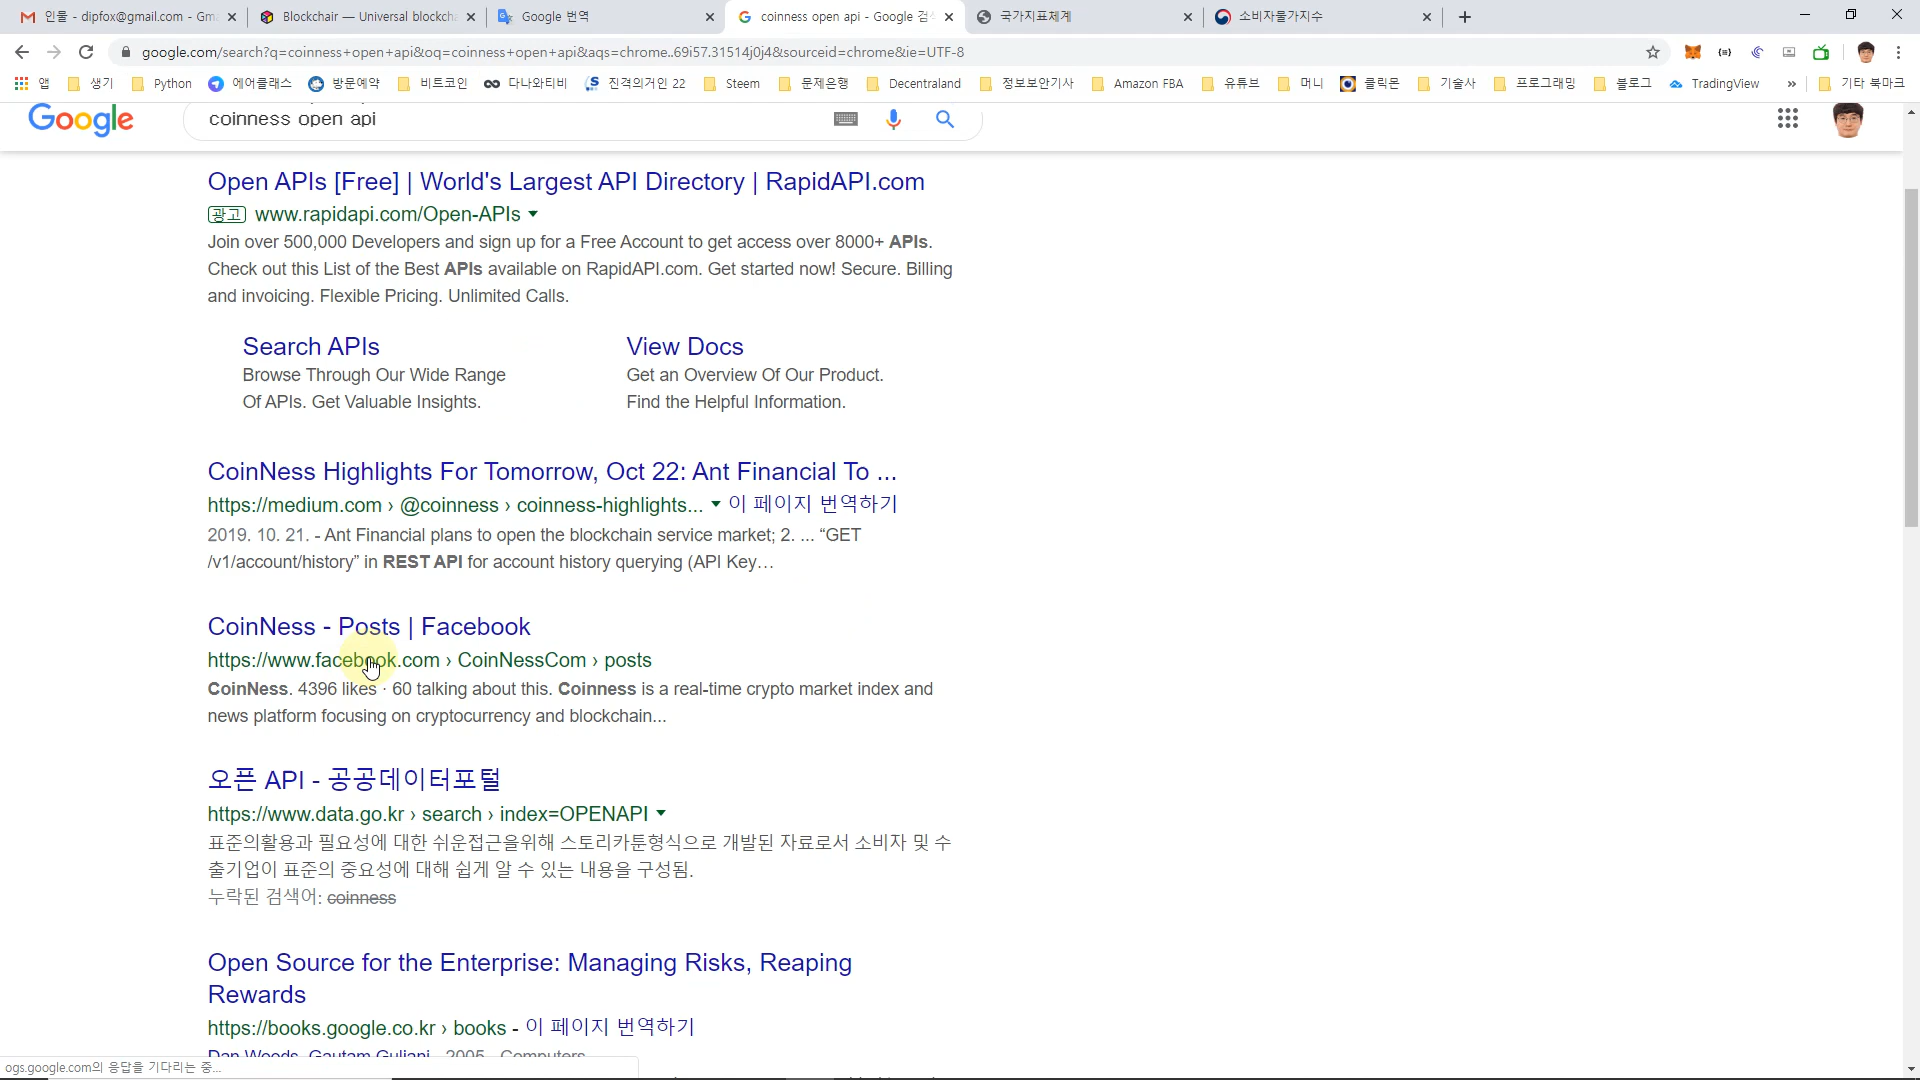 인물 - dipfox@gmail.com - Gm
Blockchair — Universal blockcha
Google 번역
coinness open api - Google 검색
국가지표체계
소비자물가지수
google.com/search?q=coinness+open+api&oq=coinness+open+api&aqs=chrome..69i57.31514j0j4&sourceid=chrome&ie=UTF-8
앱
생기
Python
에어클래스
방문예약
비트코인
다나와티비
진격의거인 22
Steem
문제은행
Decentraland
정보보안기사
Amazon FBA
유튜브
머니
클릭몬
기술사
프로그래밍
블로그
TradingView
»
기타 북마크
Google
coinness open api
Open APIs [Free] | World's Largest API Directory | RapidAPI.com
광고 www.rapidapi.com/Open-APIs
Join over 500,000 Developers and sign up for a Free Account to get access over 8000+ APIs.
Check out this List of the Best APIs available on RapidAPI.com. Get started now! Secure. Billing
and invoicing. Flexible Pricing. Unlimited Calls.
Search APIs
Browse Through Our Wide Range
Of APIs. Get Valuable Insights.
View Docs
Get an Overview Of Our Product.
Find the Helpful Information.
CoinNess Highlights For Tomorrow, Oct 22: Ant Financial To ...
https://medium.com › @coinness › coinness-highlights... 이 페이지 번역하기
2019. 10. 21. - Ant Financial plans to open the blockchain service market; 2. ... “GET
/v1/account/history” in REST API for account history querying (API Key…
CoinNess - Posts | Facebook
https://www.facebook.com › CoinNessCom › posts
CoinNess. 4396 likes · 60 talking about this. Coinness is a real-time crypto market index and
news platform focusing on cryptocurrency and blockchain...
오픈 API - 공공데이터포털
https://www.data.go.kr › search › index=OPENAPI
표준의활용과 필요성에 대한 쉬운접근을위해 스토리카툰형식으로 개발된 자료로서 소비자 및 수
출기업이 표준의 중요성에 대해 쉽게 알 수 있는 내용을 구성됨.
누락된 검색어: coinness
Open Source for the Enterprise: Managing Risks, Reaping
Rewards
https://books.google.co.kr › books - 이 페이지 번역하기
Dan Woods, Gautam Guliani - 2005 - Computers
ogs.google.com의 응답을 기다리는 중...